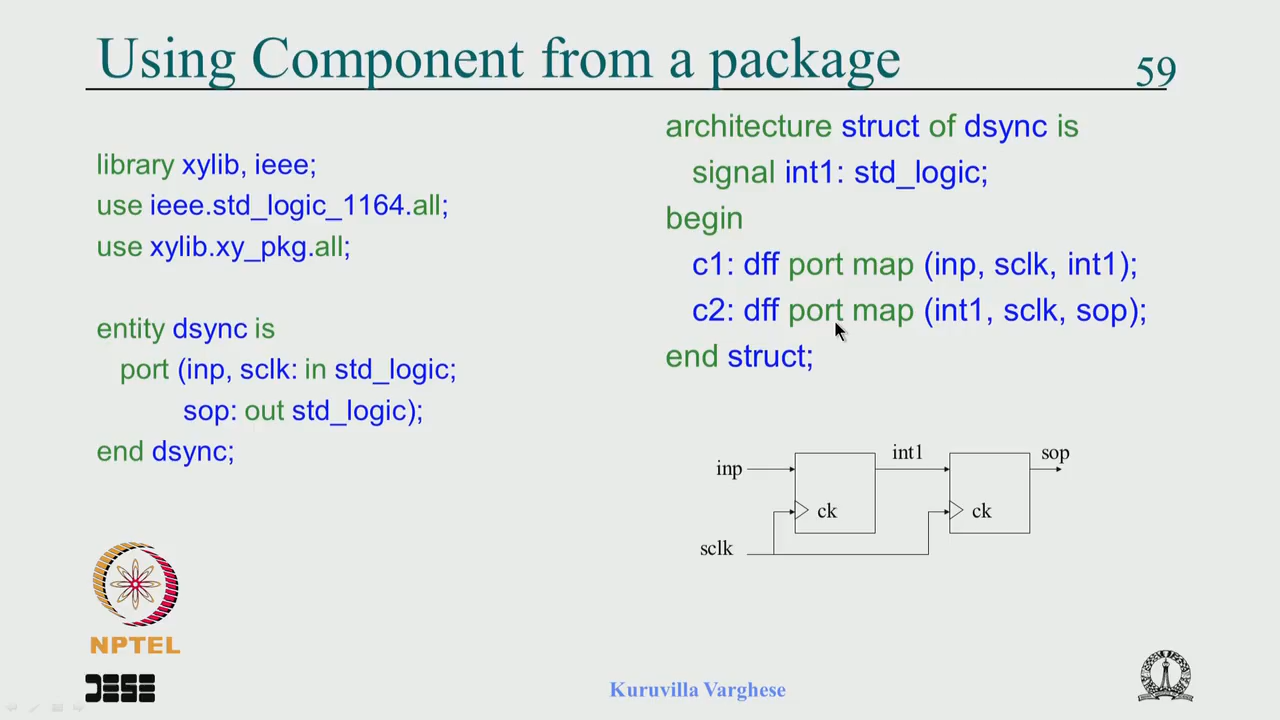 Using Component from a package
59
library xylib, ieee;
use ieee.std_logic_1164.all;
use xylib.xy_pkg.all;
entity dsync is
port (inp, sclk: in std_logic;
sop: out std_logic);
end dsync;
architecture struct of dsync is
signal int1: std_logic;
begin
c1: dff port map (inp, sclk, int1);
c2: dff port map (int1, sclk, sop);
end struct;
inp
int1
sop
ck
ck
sclk
NPTEL
DESE
Kuruvilla Varghese